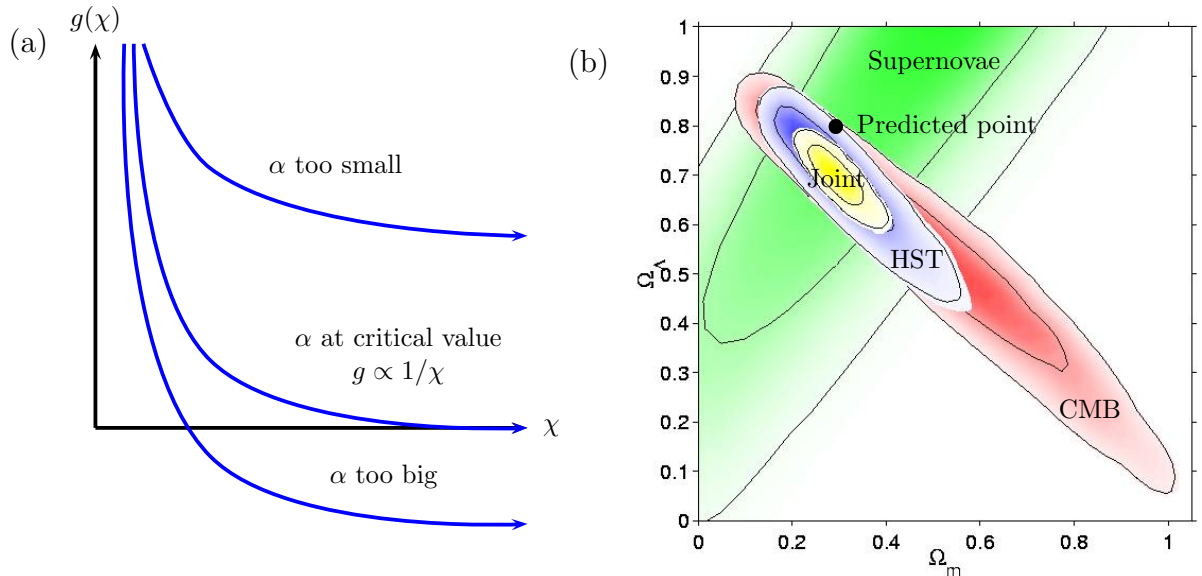 (a)
g(χ)
α too small
α at critical value
g ∝ 1/χ
χ
α too big
(b)
1
0.9
0.8
0.7
0.6
0.5
0.4
0.3
0.2
0.1
0
Ω_Λ
Supernovae
Predicted point
Joint
HST
CMB
0
0.2
0.4
0.6
0.8
1
Ω_m